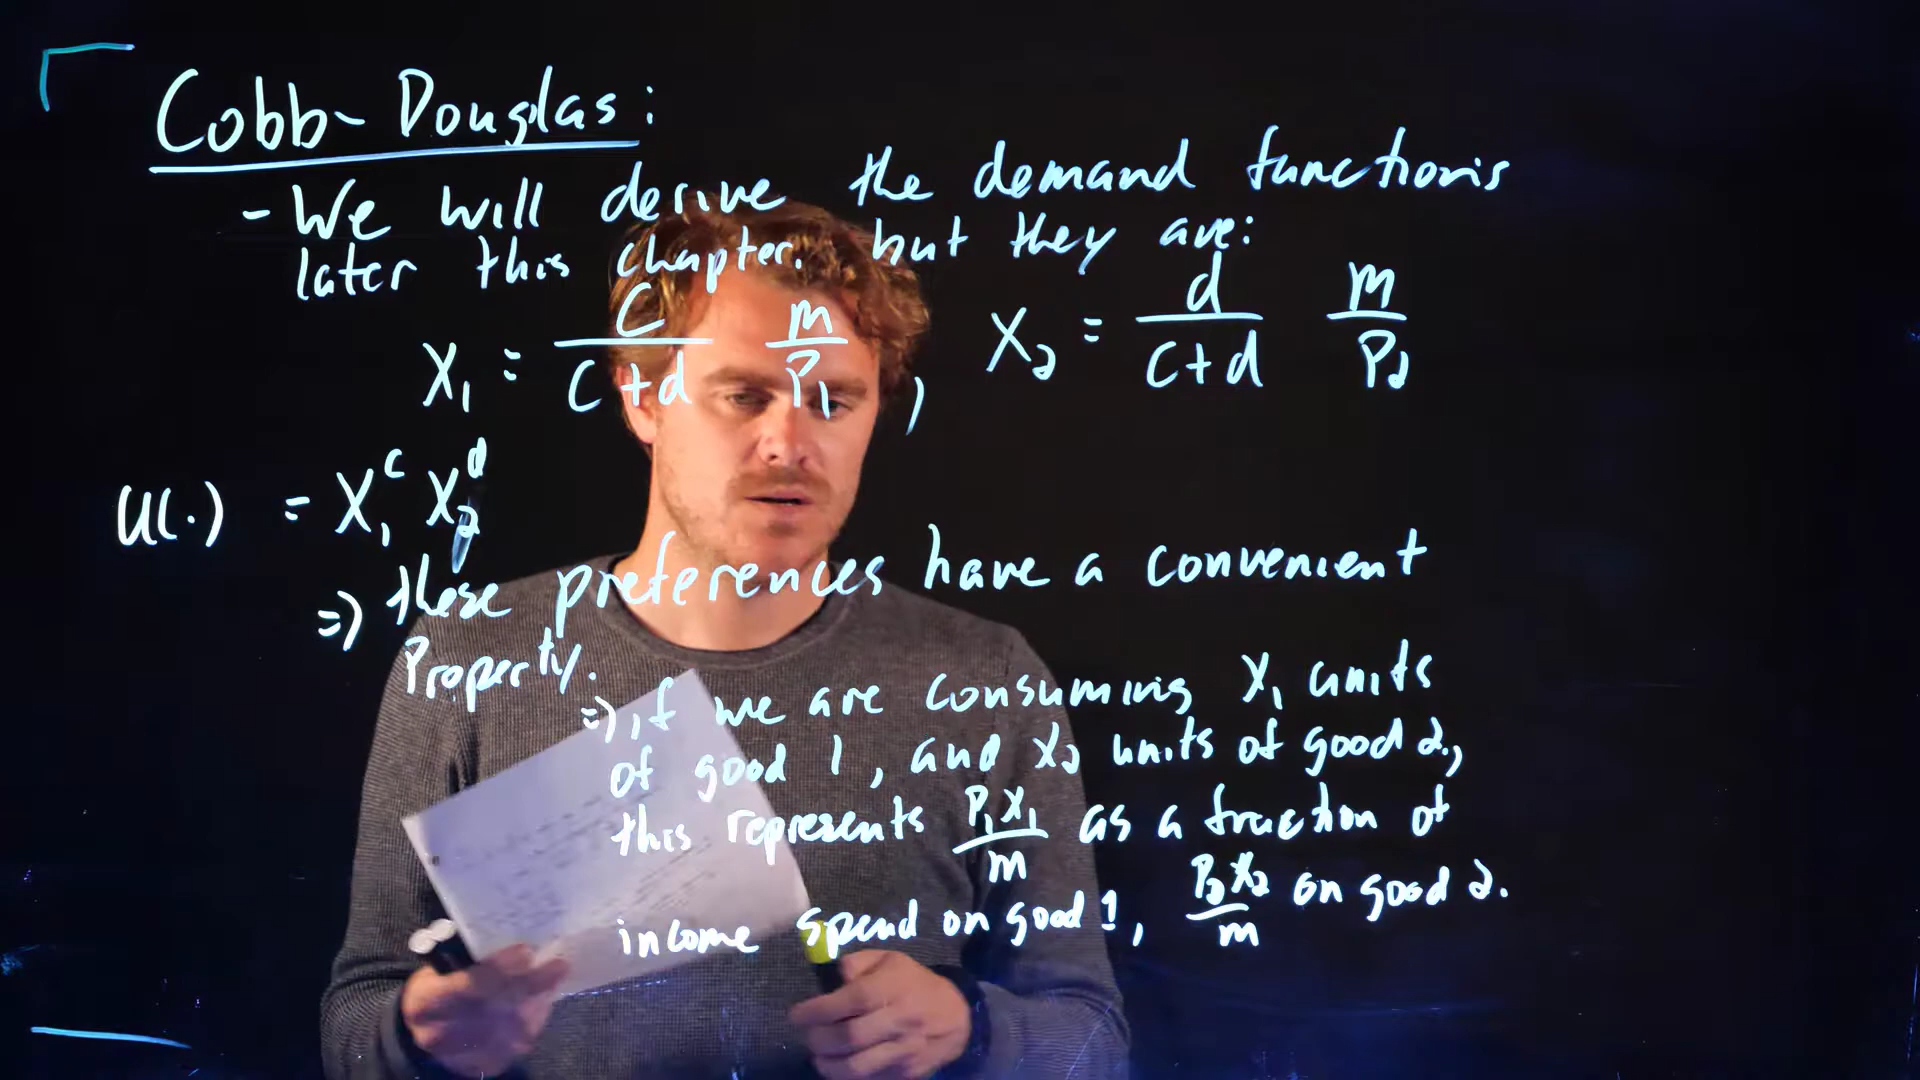 Cobb-Douglas:
- We will derive the demand functions
later this chapter. but they are:
X₁ = C/(C+d) m/P₁ , X₂ = d/(C+d) m/P₂
U(·) = X₁^c X₂^d
=> these preferences have a convenient
Property.
=> if we are consuming X₁ units
of good 1, and X₂ units of good 2.,
this represents P₁X₁/m as a fraction of
income spend on good 1, P₂X₂/m on good 2.